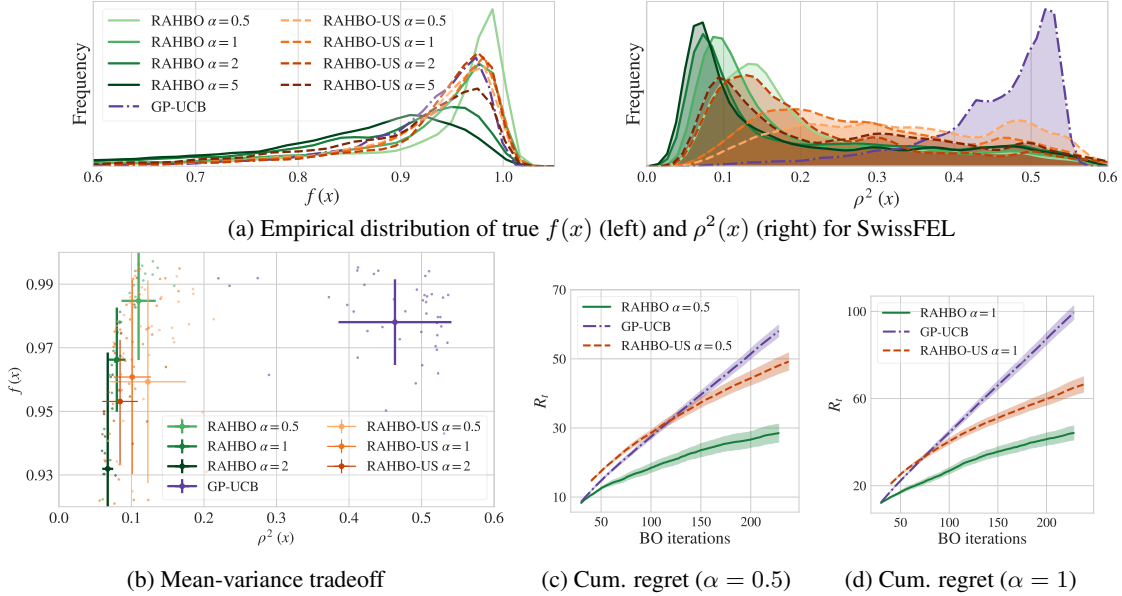 Frequency
RAHBO α = 0.5
RAHBO α = 1
RAHBO α = 2
RAHBO α = 5
GP-UCB
RAHBO-US α = 0.5
RAHBO-US α = 1
RAHBO-US α = 2
RAHBO-US α = 5
0.6 0.7 0.8 0.9 1.0
f (x)
Frequency
0.0 0.1 0.2 0.3 0.4 0.5 0.6
ρ² (x)
(a) Empirical distribution of true f(x) (left) and ρ²(x) (right) for SwissFEL
f (x)
0.99
0.97
0.95
0.93
RAHBO α = 0.5
RAHBO α = 1
RAHBO α = 2
RAHBO-US α = 0.5
RAHBO-US α = 1
RAHBO-US α = 2
GP-UCB
0.0 0.1 0.2 0.3 0.4 0.5 0.6
ρ² (x)
(b) Mean-variance tradeoff
70
50
30
10
R_t
RAHBO α = 0.5
GP-UCB
RAHBO-US α = 0.5
50 100 150 200
BO iterations
(c) Cum. regret (α = 0.5)
100
60
20
R_t
RAHBO α = 1
GP-UCB
RAHBO-US α = 1
50 100 150 200
BO iterations
(d) Cum. regret (α = 1)